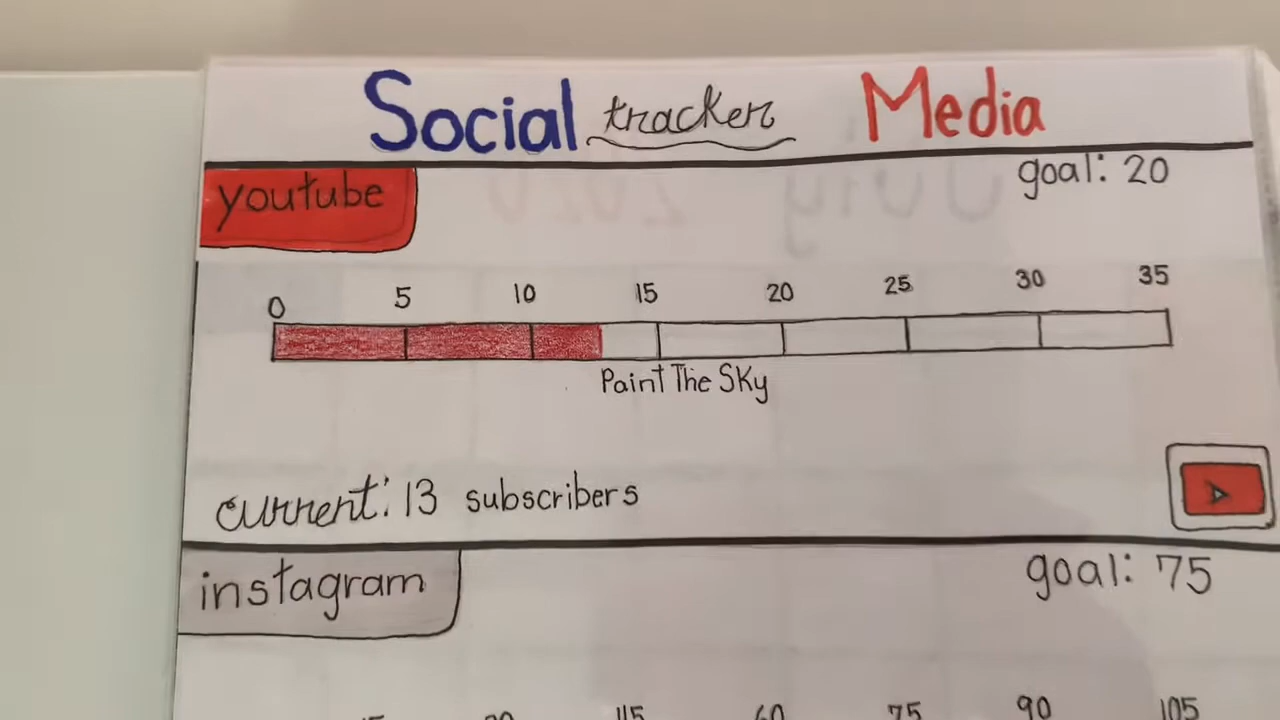 Social tracker Media
youtube
goal: 20
0 5 10 15 20 25 30 35
Paint The Sky
current: 13 subscribers
instagram
goal: 75
60 75 90 105